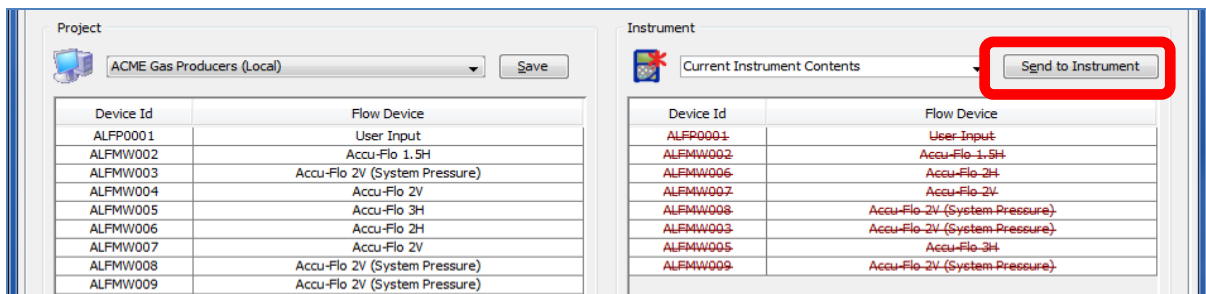 Project
ACME Gas Producers (Local)
Save
Device Id Flow Device
ALFP0001 User Input
ALFMW002 Accu-Flo 1.5H
ALFMW003 Accu-Flo 2V (System Pressure)
ALFMW004 Accu-Flo 2V
ALFMW005 Accu-Flo 3H
ALFMW006 Accu-Flo 2H
ALFMW007 Accu-Flo 2V
ALFMW008 Accu-Flo 2V (System Pressure)
ALFMW009 Accu-Flo 2V (System Pressure)
Instrument
Current Instrument Contents
Send to Instrument
Device Id Flow Device
ALFP0001 User Input
ALFMW002 Accu-Flo 1.5H
ALFMW006 Accu-Flo 2H
ALFMW007 Accu-Flo 2V
ALFMW008 Accu-Flo 2V (System Pressure)
ALFMW003 Accu-Flo 2V (System Pressure)
ALFMW005 Accu-Flo 3H
ALFMW009 Accu-Flo 2V (System Pressure)